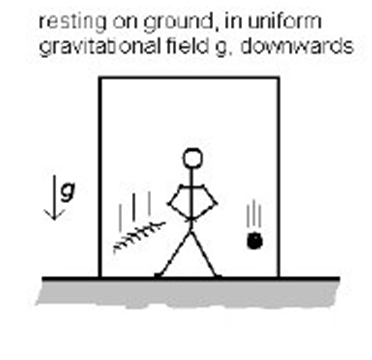 resting on ground, in uniform
gravitational field g, downwards
g